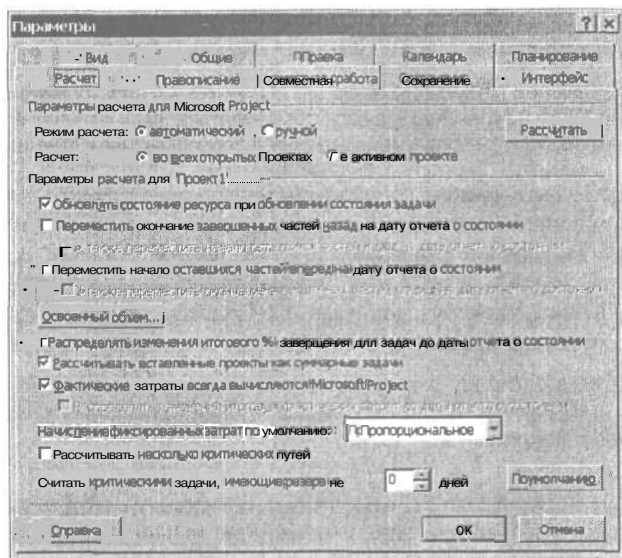 Параметры
Вид Общие Правка Календарь Планирование
Расчет Правописание Совместная работа Сохранение Интерфейс
Параметры расчета для Microsoft Project
Режим расчета: автоматический ручной Рассчитать
Расчет: во всех открытых Проектах е активном проекте
Параметры расчета для 'Проект1'
Обновлять состояние ресурса при обновлении состояния задачи
Переместить окончание завершенных частей назад на дату отчета о состоянии
Переместить начало оставшихся частей вперед на дату отчета о состоянии
Освоенный объем...
Распределять изменения итогового % завершения для задач до даты отчета о состоянии
Рассчитывать вставленные проекты как суммарные задачи
Фактические затраты всегда вычисляются Microsoft Project
Начисление фиксированных затрат по умолчанию: Пропорциональное
Рассчитывать несколько критических путей
Считать критическими задачи, имеющие резерв не 0 дней По умолчанию
Справка OK Отмена